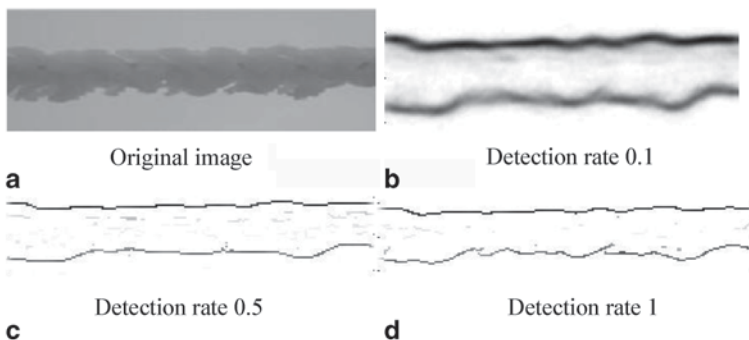 Original image
a
Detection rate 0.1
b
Detection rate 0.5
c
Detection rate 1
d